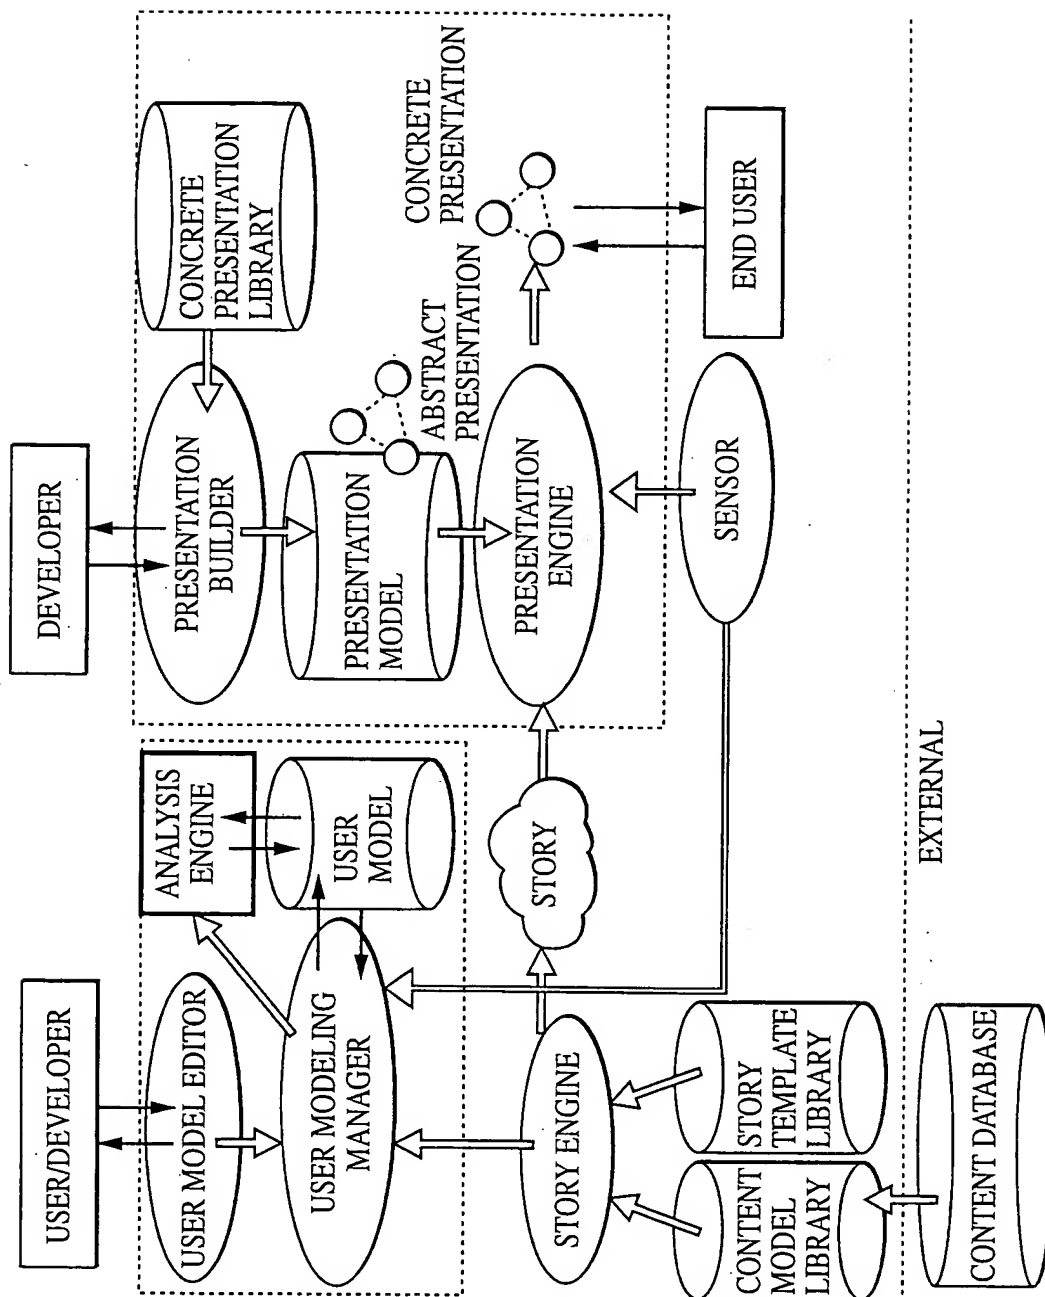 USER/DEVELOPER
USER MODEL EDITOR
USER MODELING
MANAGER
ANALYSIS
ENGINE
USER
MODEL
STORY ENGINE
STORY
CONTENT
MODEL
LIBRARY
STORY
TEMPLATE
LIBRARY
CONTENT DATABASE
EXTERNAL
DEVELOPER
PRESENTATION
BUILDER
CONCRETE
PRESENTATION
LIBRARY
PRESENTATION
MODEL
ABSTRACT
PRESENTATION
PRESENTATION
ENGINE
CONCRETE
PRESENTATION
SENSOR
END USER